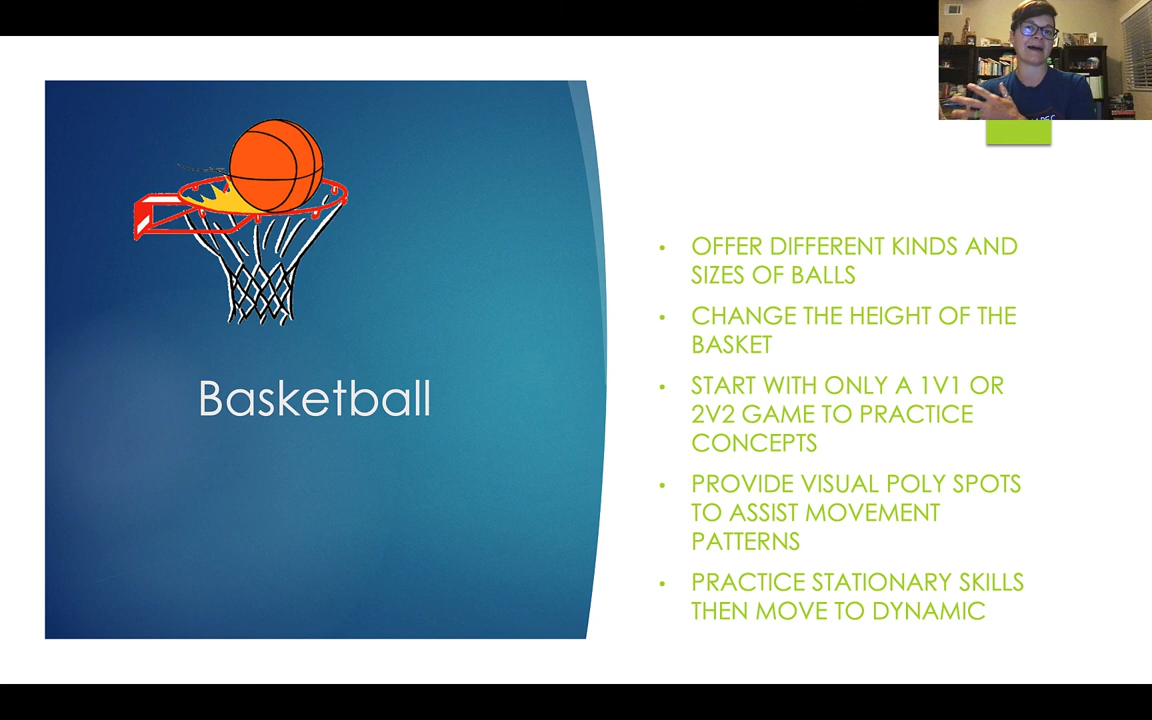 Basketball
• OFFER DIFFERENT KINDS AND
SIZES OF BALLS
• CHANGE THE HEIGHT OF THE
BASKET
• START WITH ONLY A 1V1 OR
2V2 GAME TO PRACTICE
CONCEPTS
• PROVIDE VISUAL POLY SPOTS
TO ASSIST MOVEMENT
PATTERNS
• PRACTICE STATIONARY SKILLS
THEN MOVE TO DYNAMIC